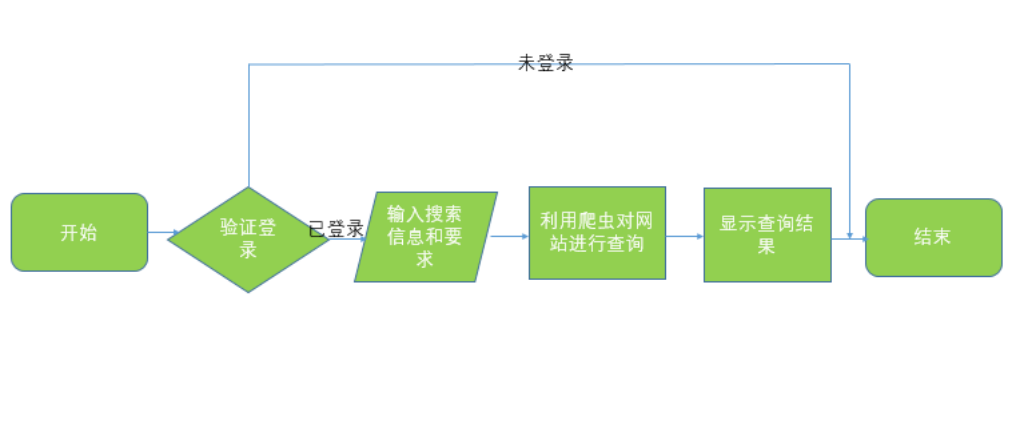 未登录
开始
验证登
录
已登录
输入搜索
信息和要
求
利用爬虫对网
站进行查询
显示查询结
果
结束